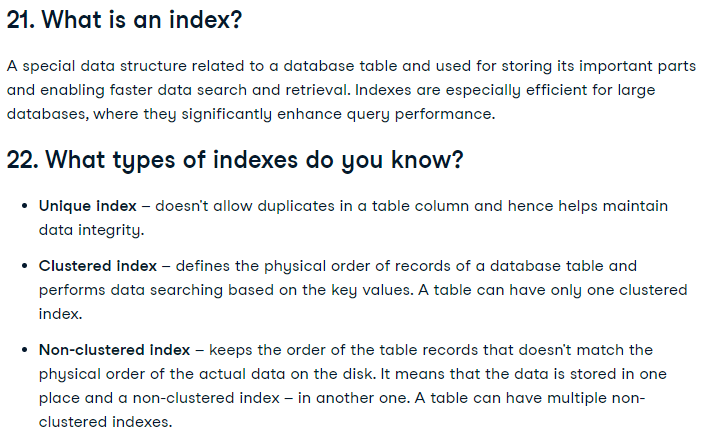 21. What is an index?
A special data structure related to a database table and used for storing its important parts
and enabling faster data search and retrieval. Indexes are especially efficient for large
databases, where they significantly enhance query performance.
22. What types of indexes do you know?
• Unique index – doesn't allow duplicates in a table column and hence helps maintain
data integrity.
• Clustered index – defines the physical order of records of a database table and
performs data searching based on the key values. A table can have only one clustered
index.
• Non-clustered index – keeps the order of the table records that doesn't match the
physical order of the actual data on the disk. It means that the data is stored in one
place and a non-clustered index – in another one. A table can have multiple non-
clustered indexes.